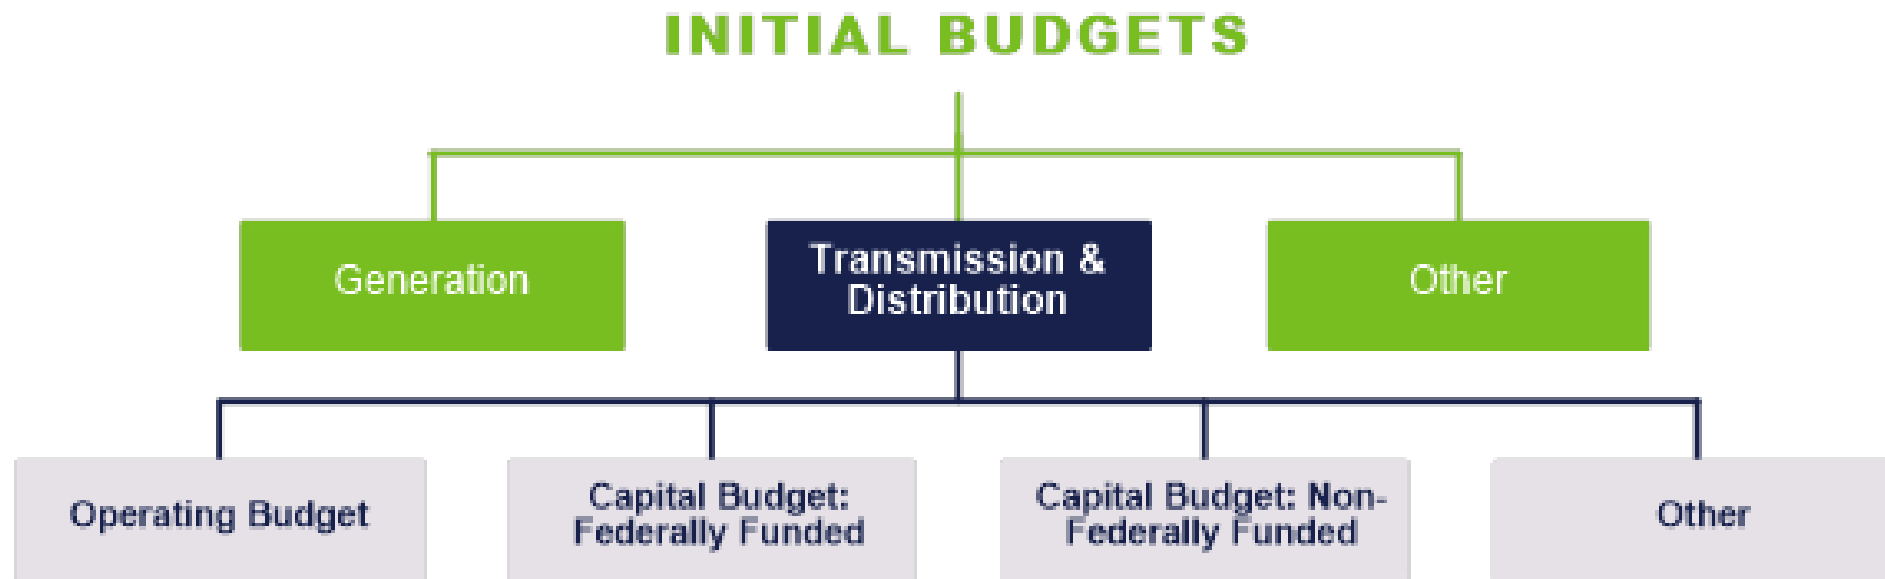 INITIAL BUDGETS
Generation
Transmission &
Distribution
Other
Operating Budget
Capital Budget:
Federally Funded
Capital Budget: Non-
Federally Funded
Other